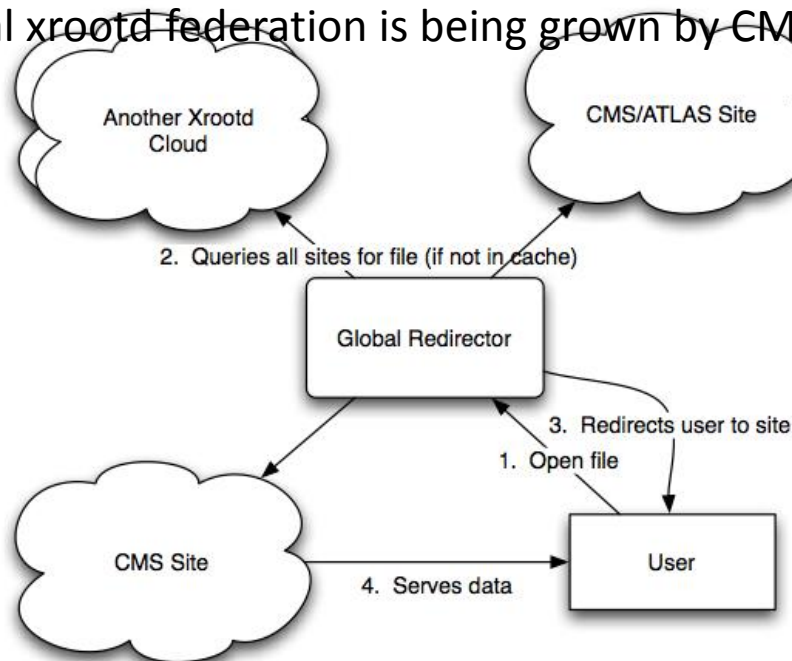 xrootd federation is being grown by
Another Xrootd
Cloud
CMS/ATLAS Site
2. Queries all sites for file (if not in cache)
Global Redirector
3. Redirects user to site
1. Open file
CMS Site
User
4. Serves data